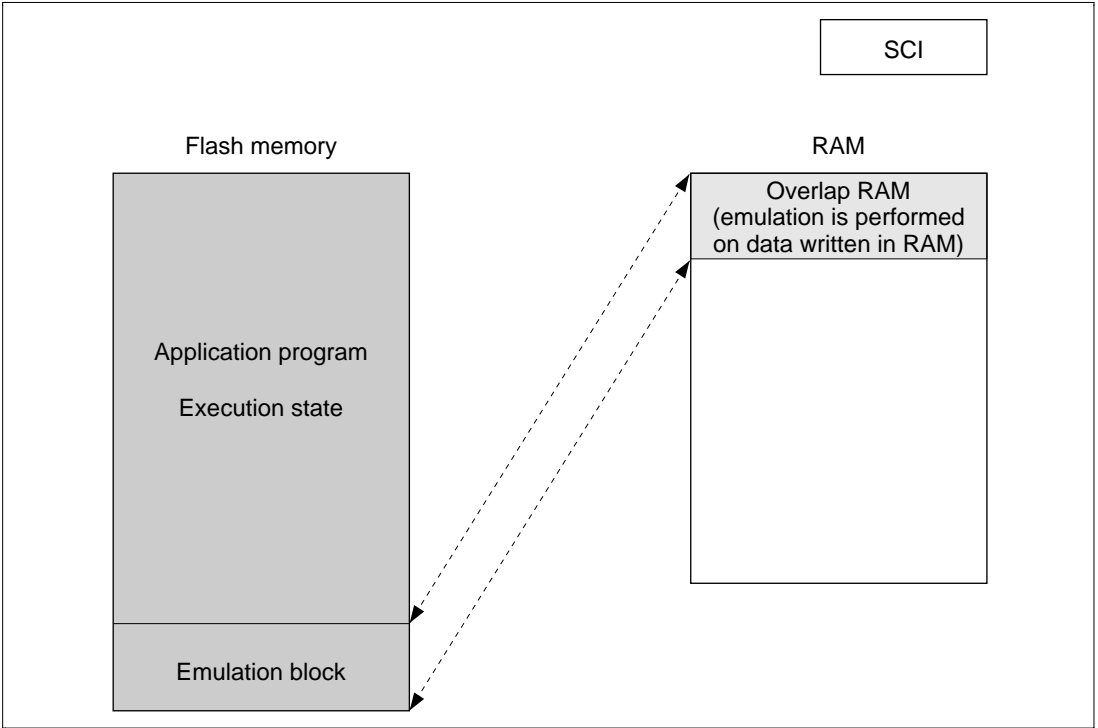 SCI
Flash memory
RAM
Overlap RAM
(emulation is performed
on data written in RAM)
Application program
Execution state
Emulation block